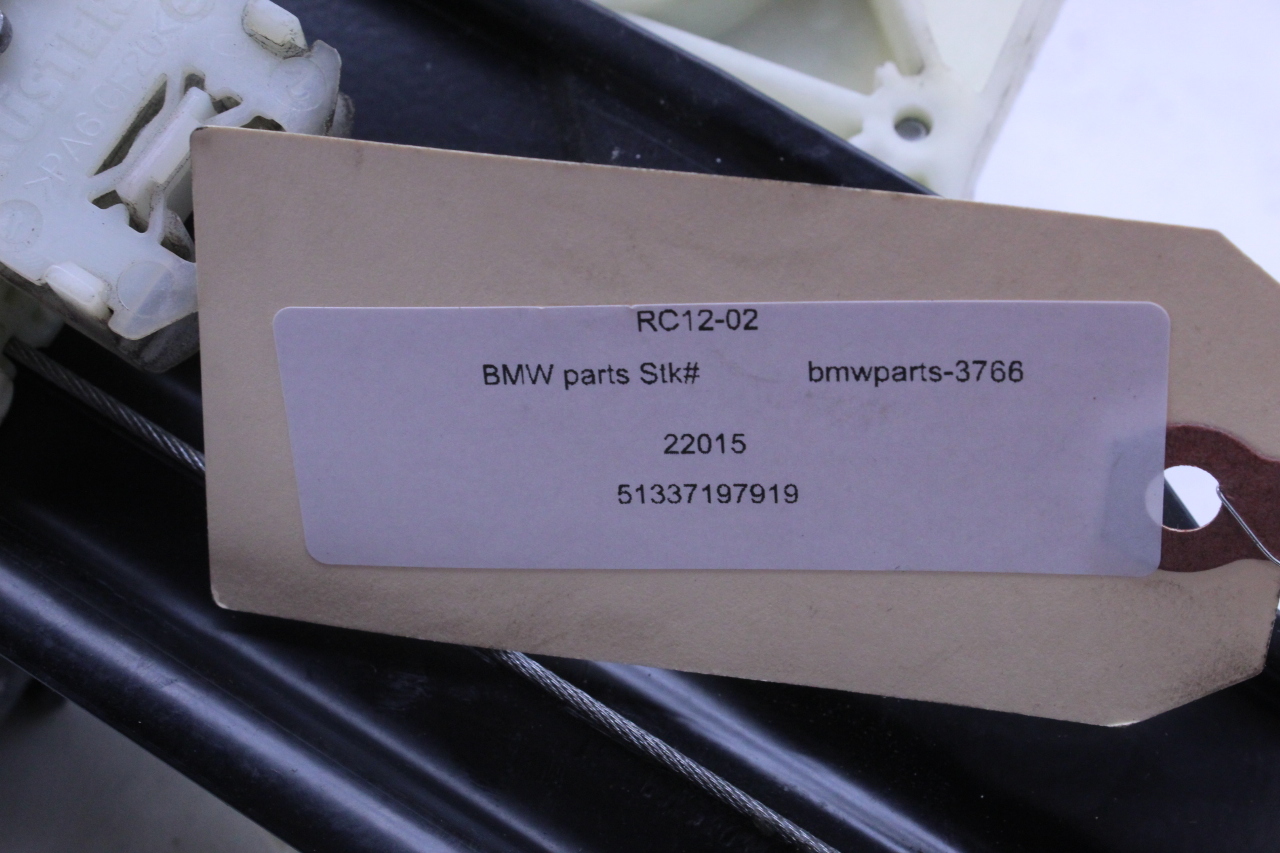 RC12-02
BMW parts Stk# bmwparts-3766
22015
51337197919